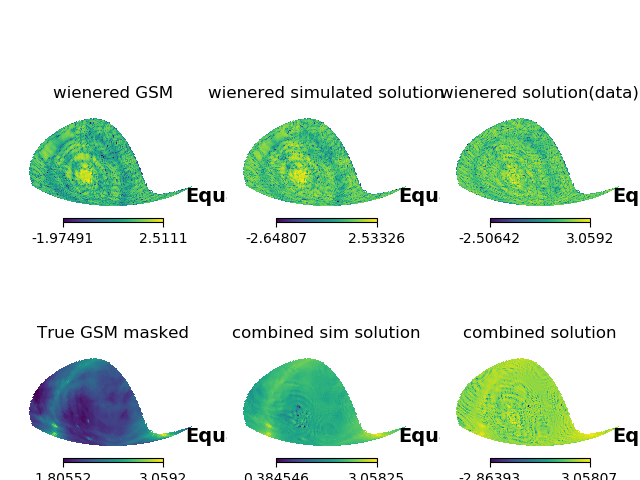 wienered GSM
wienered simulated solution
wienered solution(data)
Equ
Equ
Eq
-1.97491 2.5111
-2.64807 2.53326
-2.50642 3.0592
True GSM masked
combined sim solution
combined solution
Equ
Equ
Eq
1.80552 3.0592
0.384546 3.05825
-2.86393 3.05807